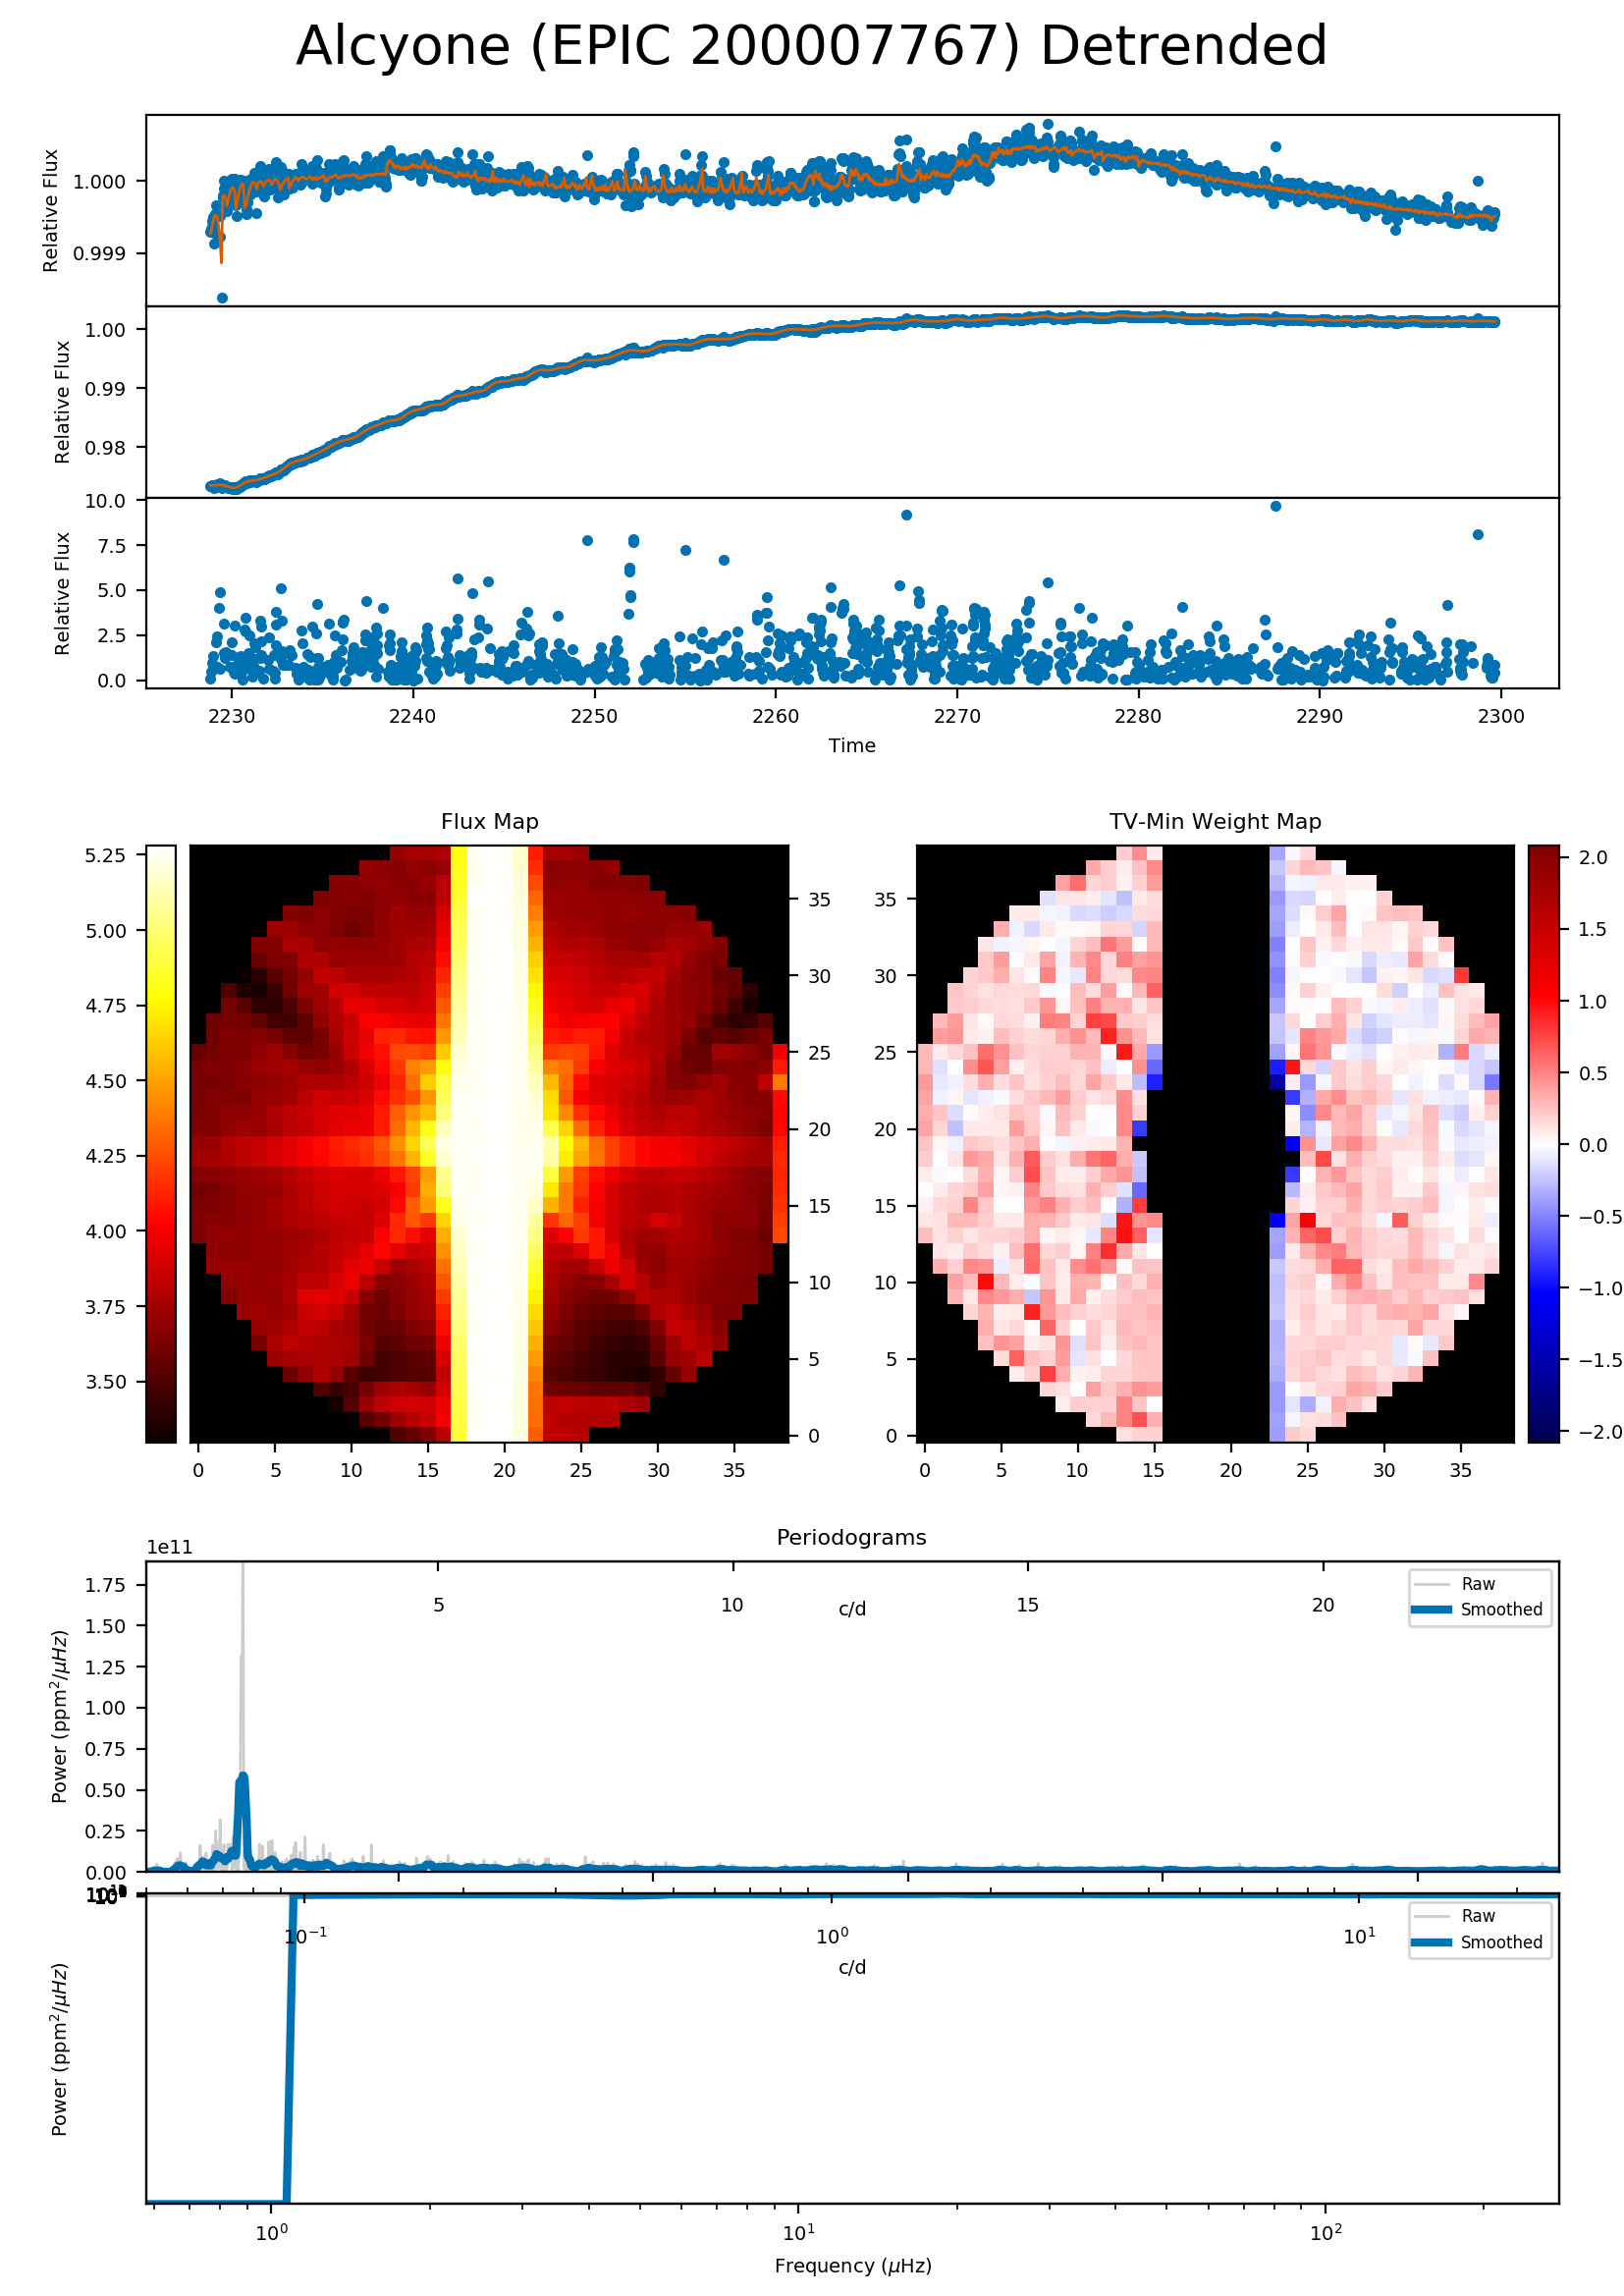 Alcyone (EPIC 200007767) Detrended
Relative Flux
1.000
0.999
Relative Flux
1.00
0.99
0.98
Relative Flux
10.0
7.5
5.0
2.5
0.0
2230 2240 2250 2260 2270 2280 2290 2300
Time
Flux Map
5.25
5.00
4.75
4.50
4.25
4.00
3.75
3.50
35
30
25
20
15
10
5
0
0 5 10 15 20 25 30 35
TV-Min Weight Map
35
30
25
20
15
10
5
0
0 5 10 15 20 25 30 35
2.0
1.5
1.0
0.5
0.0
−0.5
−1.0
−1.5
−2.0
Periodograms
1e11
Power (ppm²/μHz)
1.75
1.50
1.25
1.00
0.75
0.50
0.25
0.00
5 10 15 20
c/d
Raw
Smoothed
Power (ppm²/μHz)
10⁻¹ 10⁰ 10¹
c/d
Raw
Smoothed
10⁰ 10¹ 10²
Frequency (μHz)